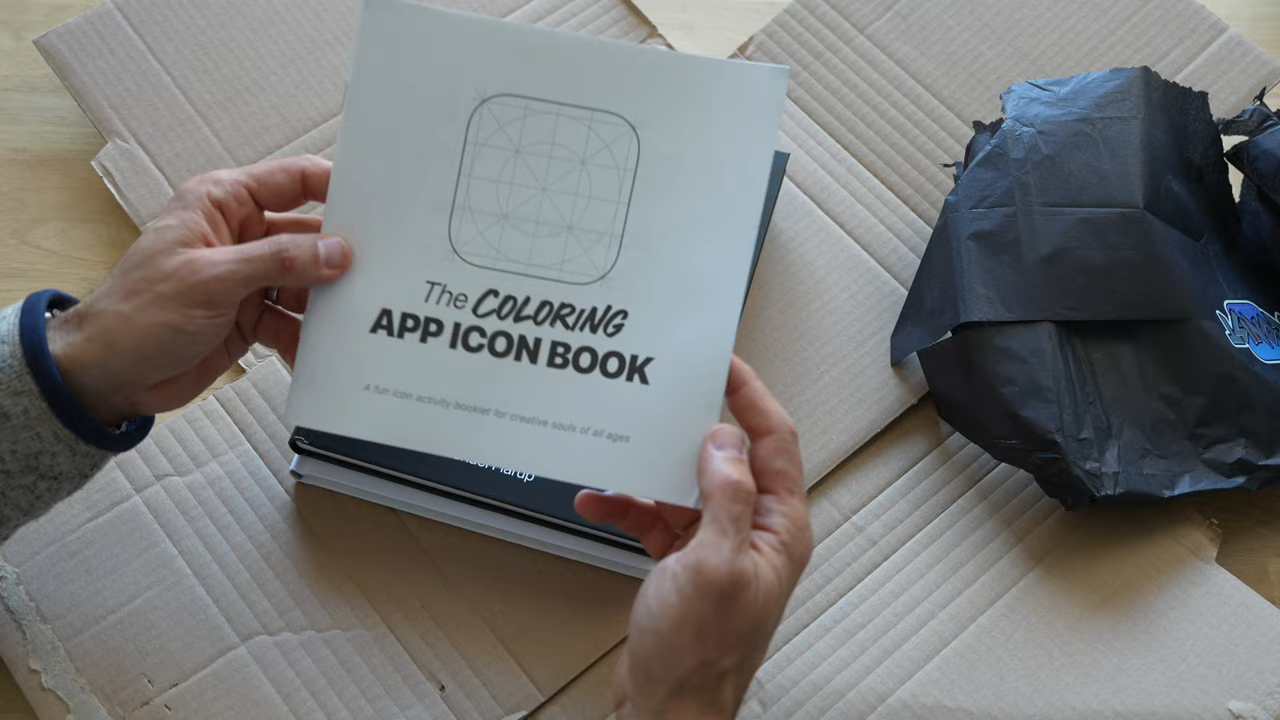 The COLORING
APP ICON BOOK
A fun icon activity booklet for creative souls of all ages